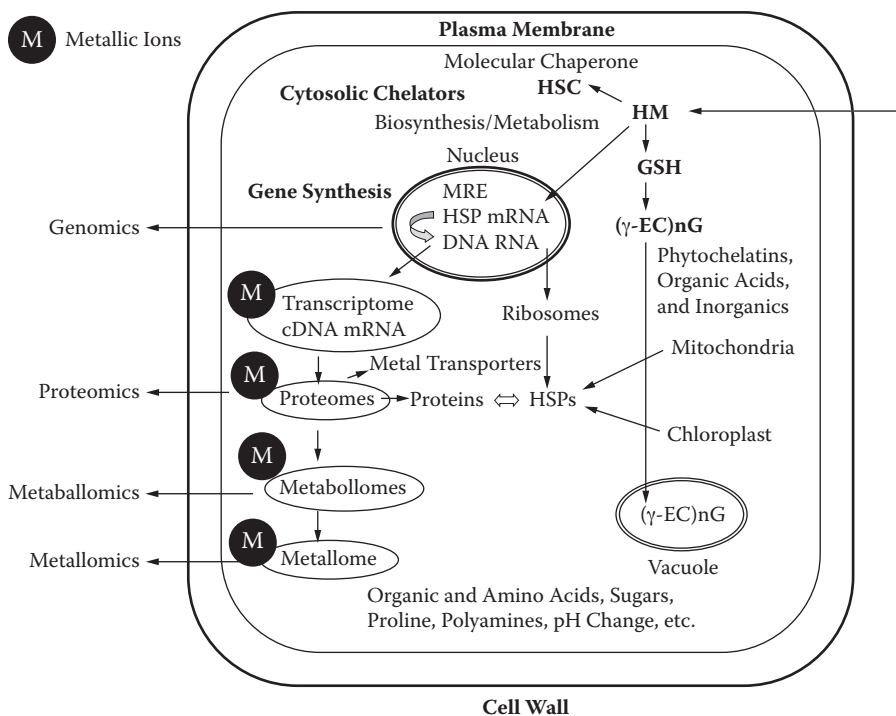 M Metallic Ions
Plasma Membrane
Molecular Chaperone
HSC
Cytosolic Chelators
HM
Biosynthesis/Metabolism
Nucleus
GSH
Gene Synthesis
MRE
HSP mRNA
DNA RNA
Genomics
(γ-EC)nG
Phytochelatins,
Organic Acids,
and Inorganics
M
Transcriptome
cDNA mRNA
Ribosomes
Mitochondria
Metal Transporters
M
Proteomics
Proteomes
Proteins ⇔ HSPs
Chloroplast
M
Metaballomics
Metabollomes
(γ-EC)nG
M
Metallomics
Metallome
Vacuole
Organic and Amino Acids, Sugars,
Proline, Polyamines, pH Change, etc.
Cell Wall